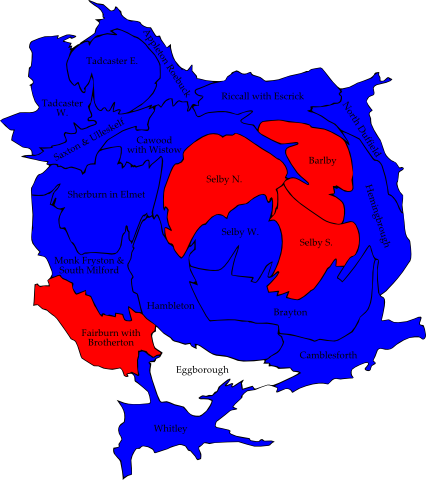 Appleton Roebuck
Tadcaster E.
Tadcaster
W.
Riccall with Escrick
North Duffield
Saxton & Ulleskelf
Cawood
with Wistow
Barlby
Selby N.
Sherburn in Elmet
Hemingbrough
Selby W.
Selby S.
Monk Fryston &
South Milford
Hambleton
Brayton
Fairburn with
Brotherton
Camblesforth
Eggborough
Whitley